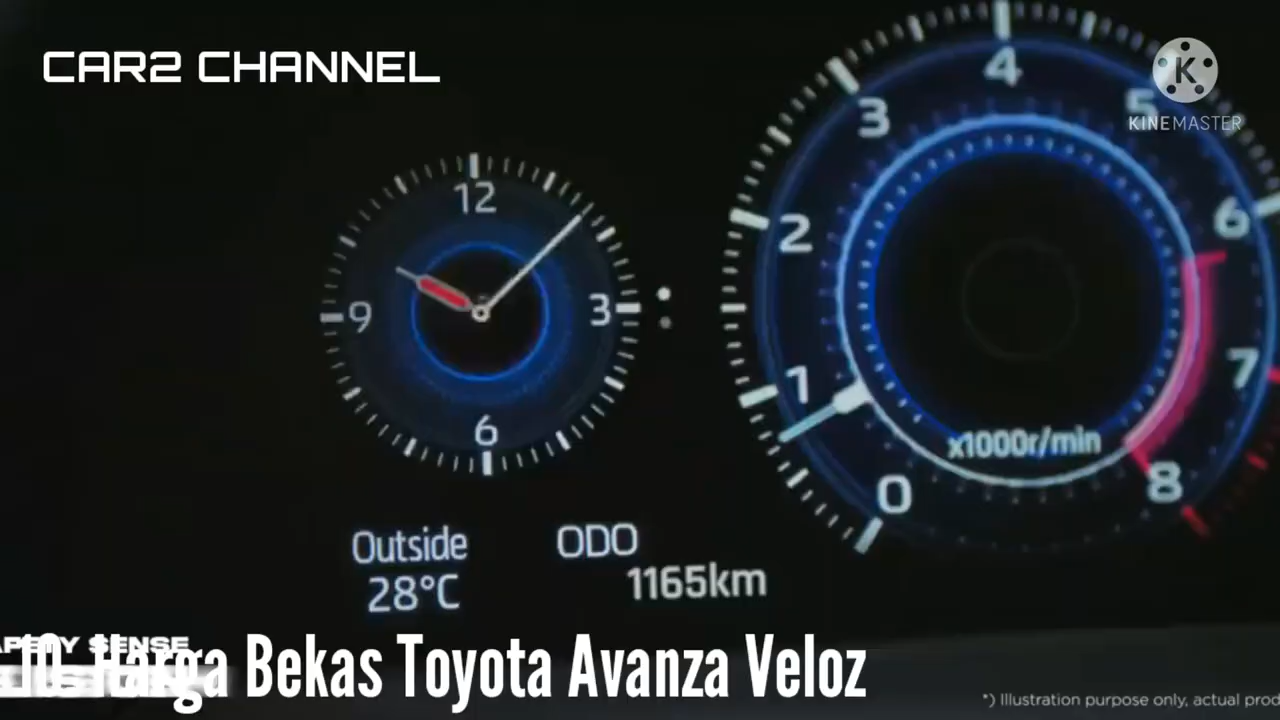 CAR2 CHANNEL
KINEMASTER
12
9
3
6
4
3
5
2
6
1
7
0
8
x1000r/min
Outside
28°C
ODO
1165km
SENSE
Harga Bekas Toyota Avanza Veloz
*) Illustration purpose only, actual